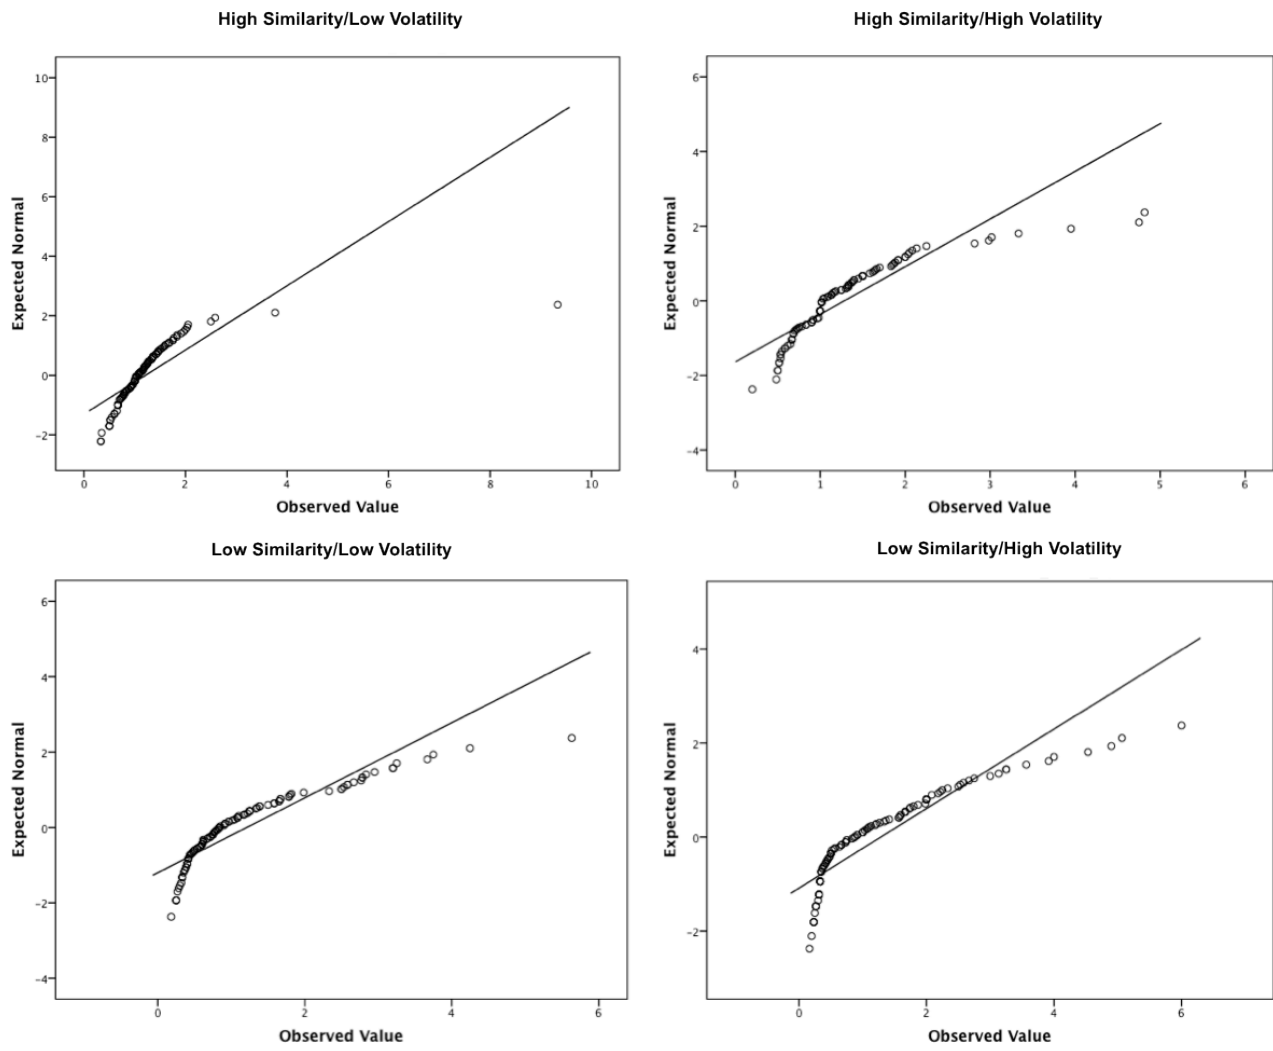 High Similarity/Low Volatility
10
8
6
4
2
0
−2
Expected Normal
0 2 4 6 8 10
Observed Value
High Similarity/High Volatility
6
4
2
0
−2
−4
Expected Normal
0 1 2 3 4 5 6
Observed Value
Low Similarity/Low Volatility
6
4
2
0
−2
−4
Expected Normal
0 2 4 6
Observed Value
Low Similarity/High Volatility
4
2
0
−2
Expected Normal
0 2 4 6
Observed Value